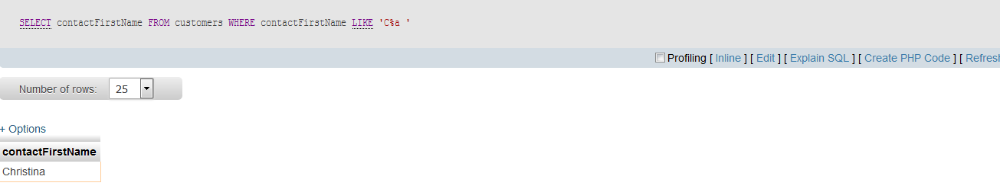 SELECT contactFirstName FROM customers WHERE contactFirstName LIKE 'C%a '
Profiling [ Inline ] [ Edit ] [ Explain SQL ] [ Create PHP Code ] [ Refresh
Number of rows: 25
+ Options
contactFirstName
Christina